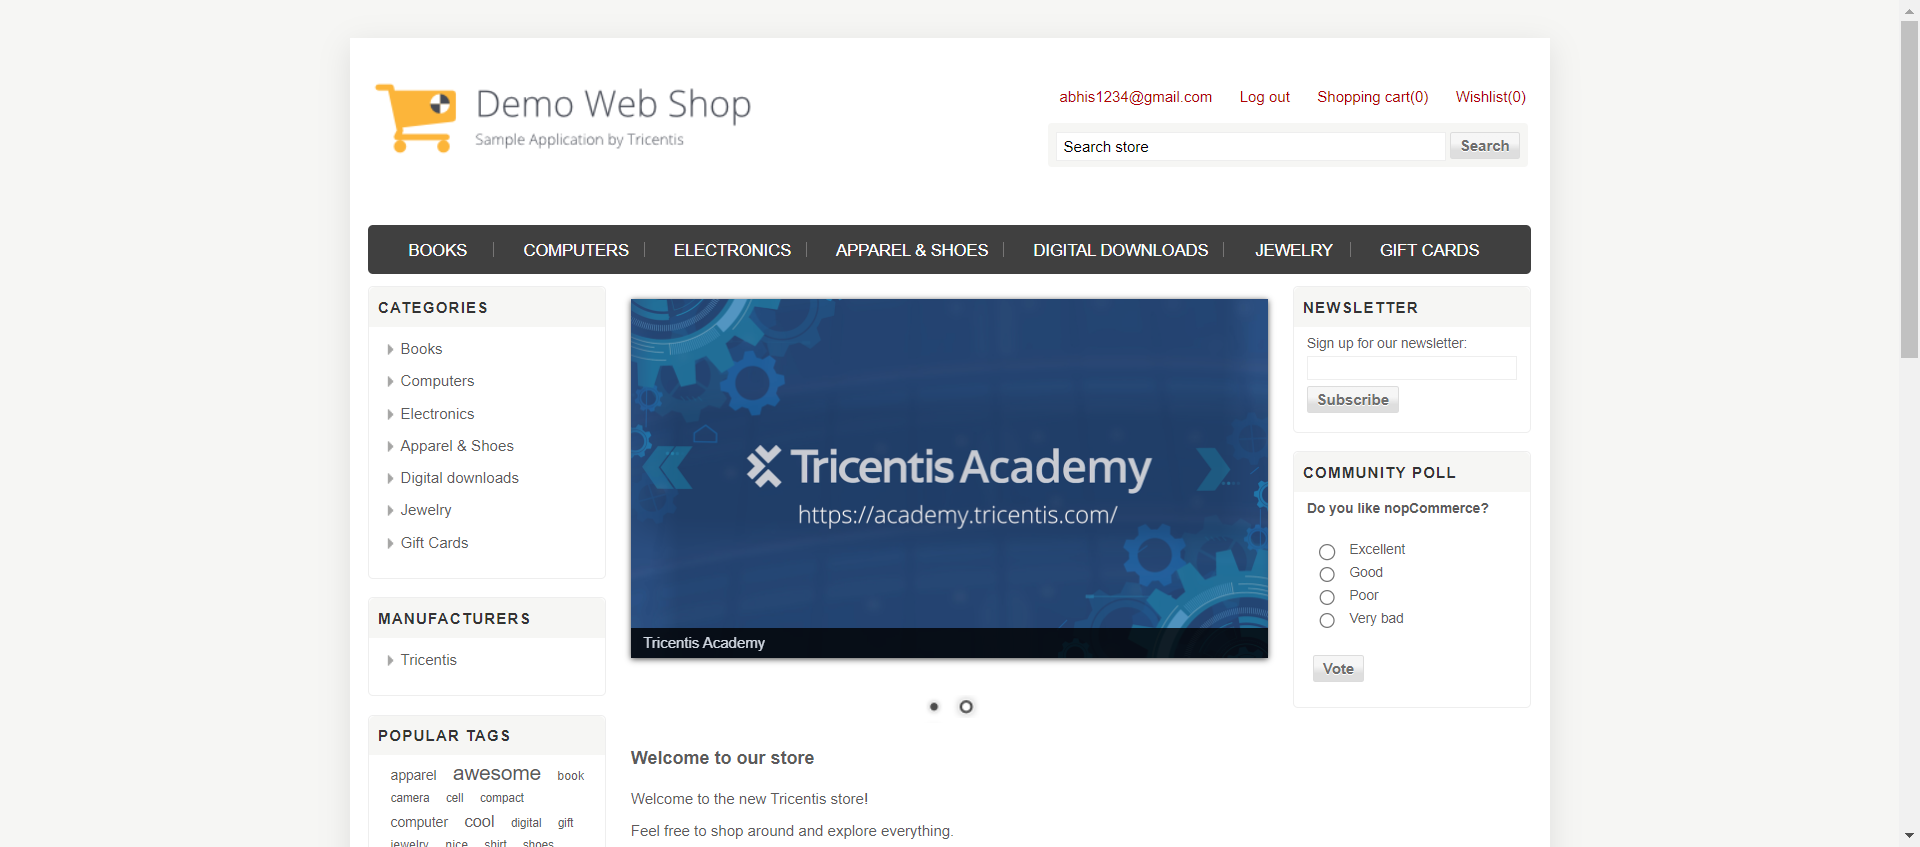 Demo Web Shop
Sample Application by Tricentis
abhis1234@gmail.com Log out Shopping cart(0) Wishlist(0)
Search store Search
BOOKS COMPUTERS ELECTRONICS APPAREL & SHOES DIGITAL DOWNLOADS JEWELRY GIFT CARDS
CATEGORIES
Books
Computers
Electronics
Apparel & Shoes
Digital downloads
Jewelry
Gift Cards
MANUFACTURERS
Tricentis
POPULAR TAGS
apparel awesome book
camera cell compact
computer cool digital gift
jewelry nice shirt shoes
Tricentis Academy
https://academy.tricentis.com/
Tricentis Academy
Welcome to our store
Welcome to the new Tricentis store!
Feel free to shop around and explore everything.
NEWSLETTER
Sign up for our newsletter:
Subscribe
COMMUNITY POLL
Do you like nopCommerce?
Excellent
Good
Poor
Very bad
Vote